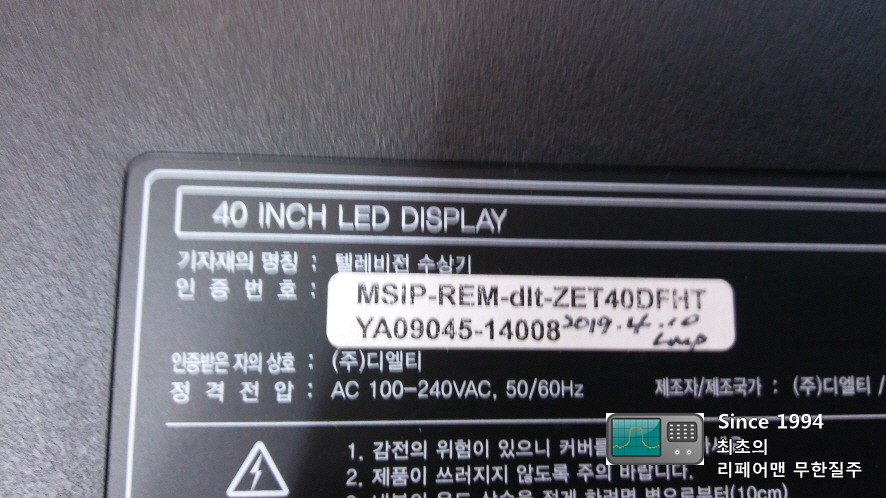 40 INCH LED DISPLAY
기자재의 명칭 : 텔레비전 수상기
인 증 번 호 : MSIP-REM-dlt-ZET40DFHT
YA09045-14008 2019.4.10
Lamp
인증받은 자의 상호 : (주)디엘티
정 격 전 압 : AC 100-240VAC, 50/60Hz 제조자/제조국가 : (주)디엘티 /
1. 감전의 위험이 있으니 커버를
2. 제품이 쓰러지지 않도록 주의 바랍니다.
Since 1994
최초의
리페어맨 무한질주